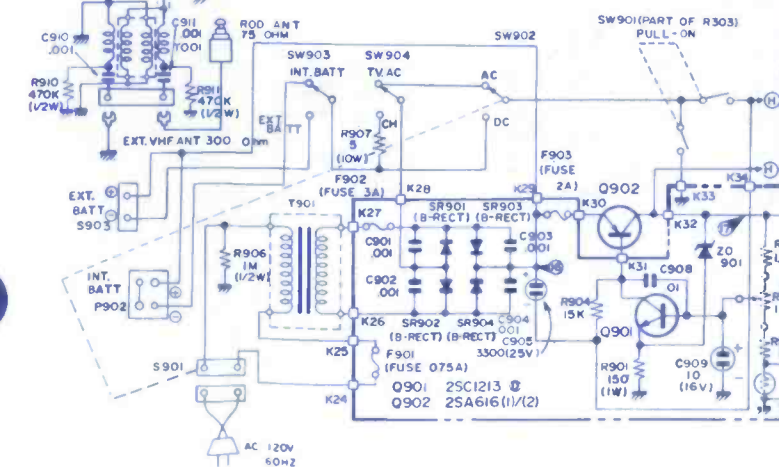 C910
.001
C911
.001
ROD ANT
75 OHM
SW901(PART OF R303)
PULL-ON
SW903
INT.BATT
SW904
TV.AC
SW902
R910
470K
(1/2W)
R911
470K
(1/2W)
AC
EXT
BATT
CH
DC
EXT.VHF ANT 300 Ohm
R907
5
(10W)
F903
(FUSE
2A)
Q902
F902
(FUSE 3A)
K28
K29
K30
K33
K34
K32
K31
EXT.
BATT
S903
T901
K27
SR901
(B-RECT)
SR903
(B-RECT)
C901
.001
C903
.001
R906
1M
(1/2W)
C902
.001
ZD
901
C908
.01
INT.
BATT
P902
K26
SR902
(B-RECT)
SR904
(B-RECT)
C904
.001
C905
3300(25V)
R904
15K
Q901
K25
F901
(FUSE 0.75A)
S901
K24
Q901 2SC1213
Q902 2SA616(1)/(2)
R901
150
(1W)
C909
10
(16V)
AC 120V
60HZ